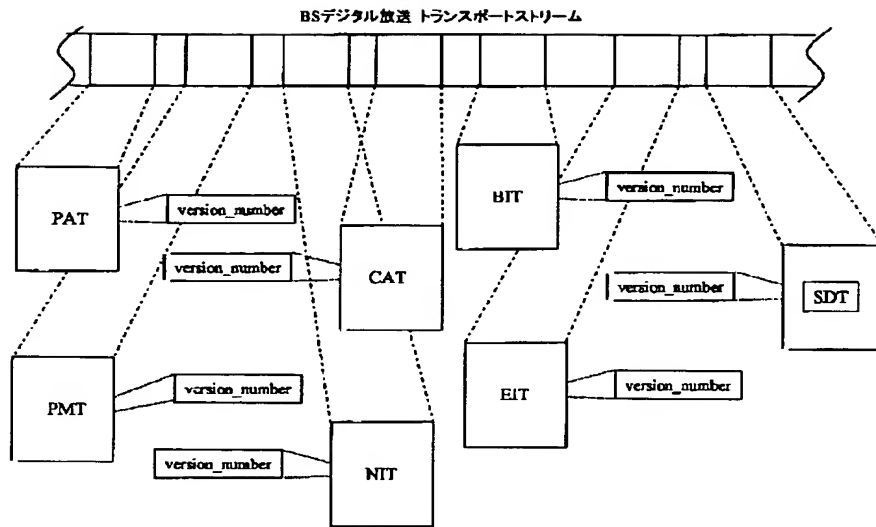 BSデジタル放送 トランスポートストリーム
PAT
version_number
BIT
version_number
version_number
CAT
version_number
SDT
PMT
version_number
EIT
version_number
version_number
NIT